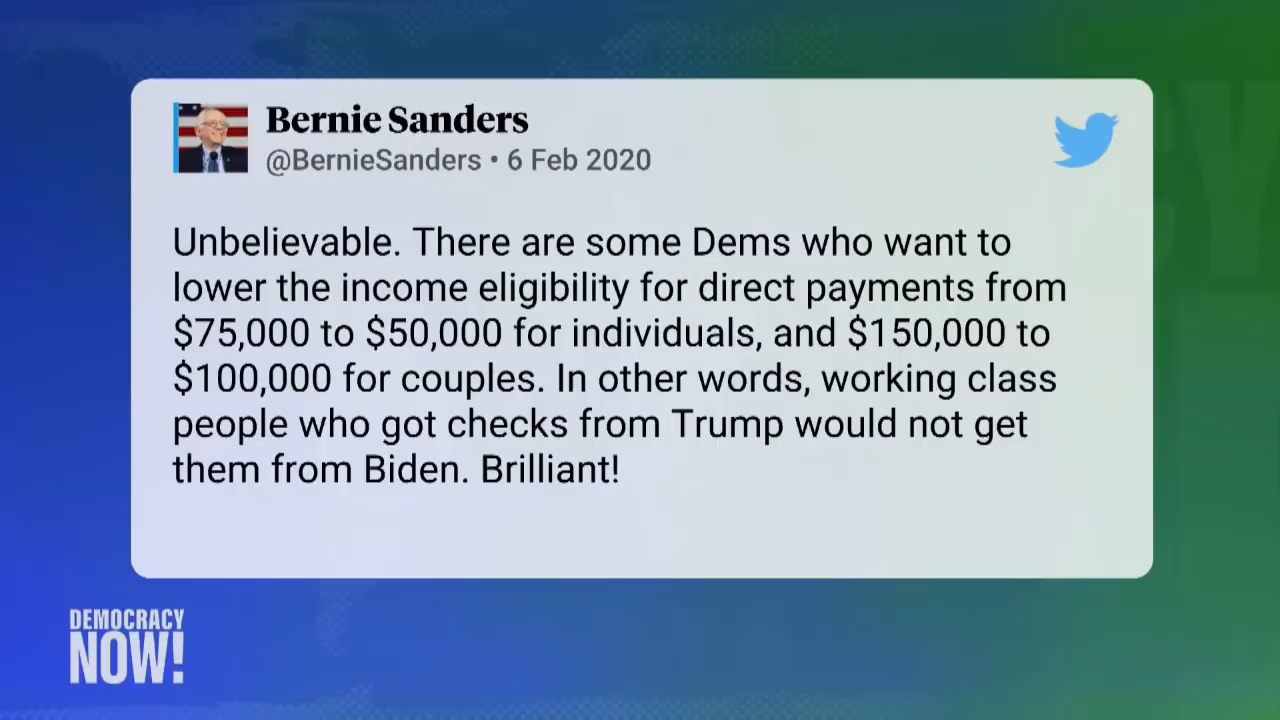 Bernie Sanders
@BernieSanders • 6 Feb 2020
Unbelievable. There are some Dems who want to
lower the income eligibility for direct payments from
$75,000 to $50,000 for individuals, and $150,000 to
$100,000 for couples. In other words, working class
people who got checks from Trump would not get
them from Biden. Brilliant!
DEMOCRACY
NOW!